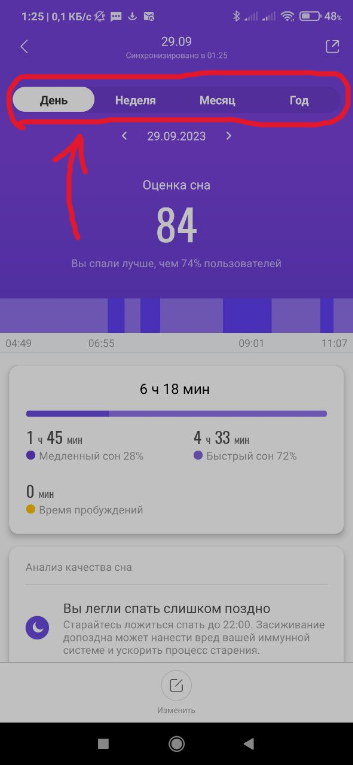 1:25 | 0,1 КБ/с 48%
29.09
Синхронизировано в 01:25
День Неделя Месяц Год
29.09.2023
Оценка сна
84
Вы спали лучше, чем 74% пользователей
04:49 06:55 09:01 11:07
6 ч 18 мин
1 ч 45 мин 4 ч 33 мин
Медленный сон 28% Быстрый сон 72%
0 мин
Время пробуждений
Анализ качества сна
Вы легли спать слишком поздно
Старайтесь ложиться спать до 22:00. Засиживание
допоздна может нанести вред вашей иммунной
системе и ускорить процесс старения.
Изменить